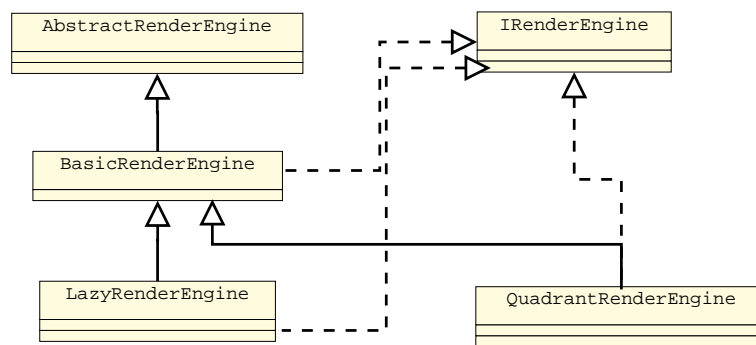 AbstractRenderEngine
IRenderEngine
BasicRenderEngine
LazyRenderEngine
QuadrantRenderEngine